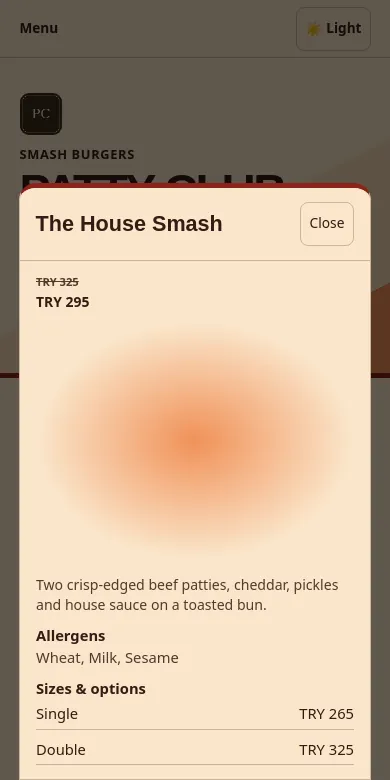 Menu
☀️ Light
PC
SMASH BURGERS
PATTY CLUB
The House Smash
Close
TRY 325
TRY 295
Two crisp-edged beef patties, cheddar, pickles
and house sauce on a toasted bun.
Allergens
Wheat, Milk, Sesame
Sizes & options
Single TRY 265
Double TRY 325